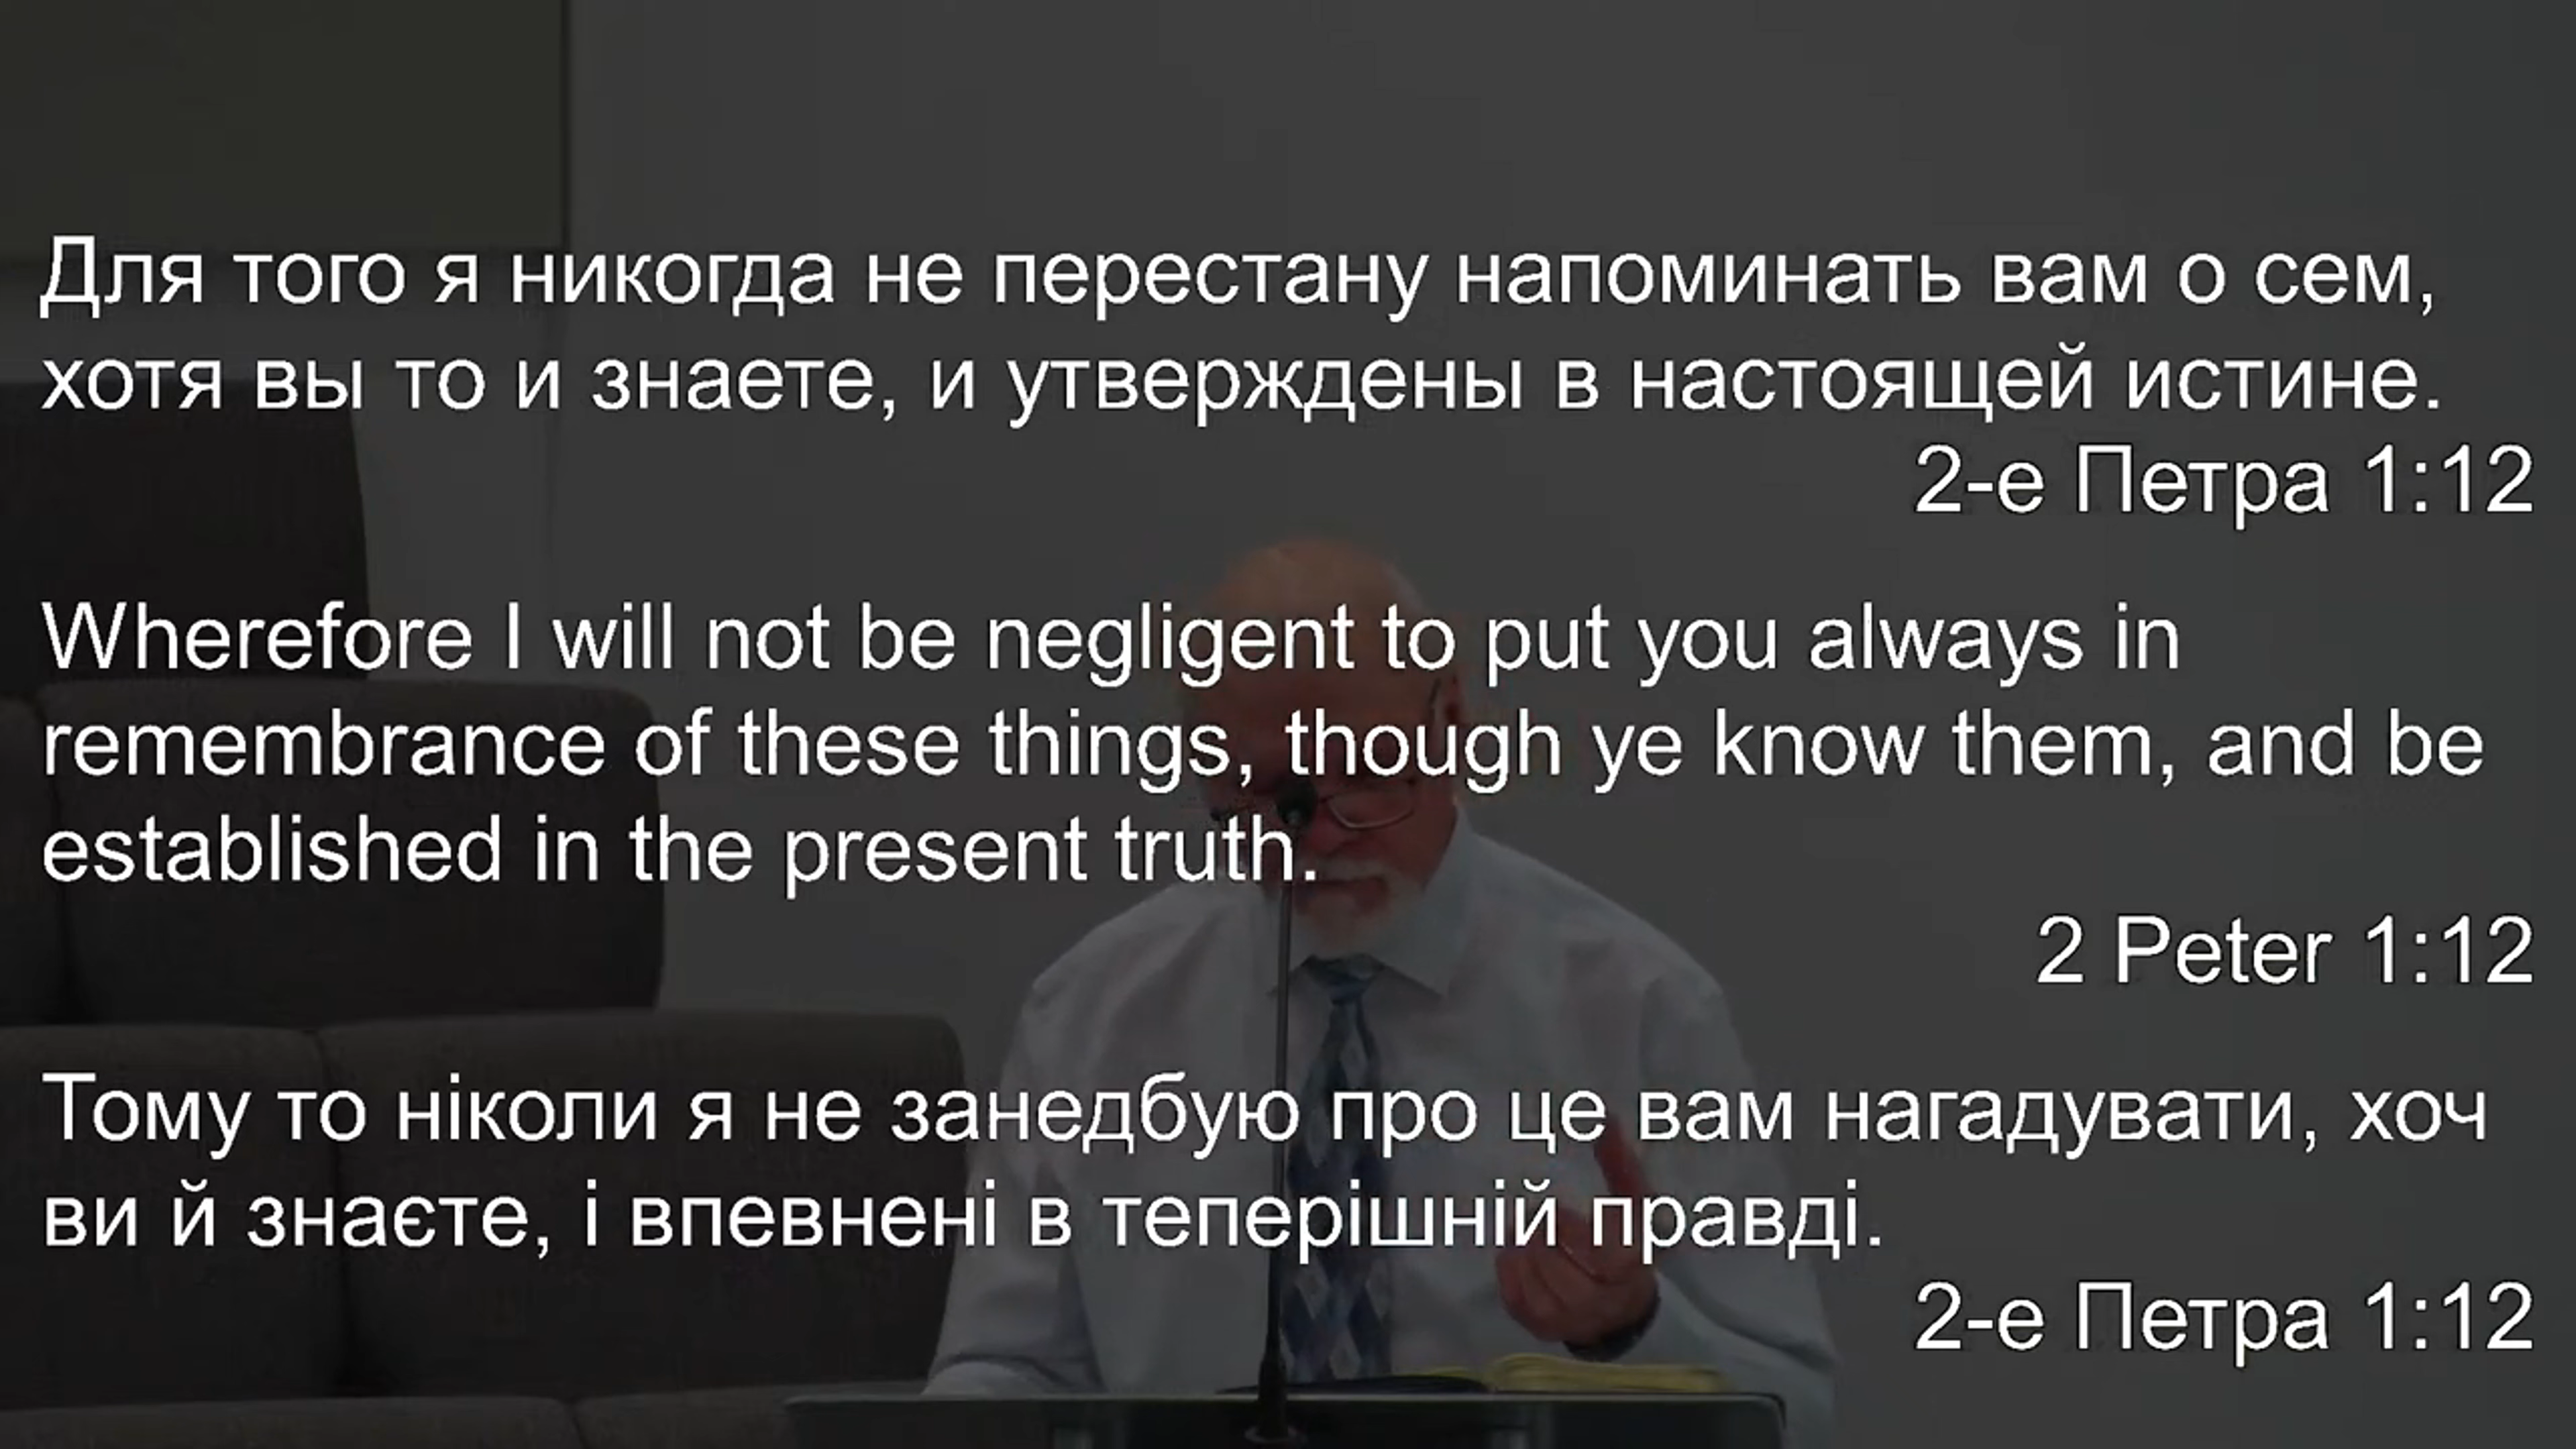 Для того я никогда не перестану напоминать вам о сем,
хотя вы то и знаете, и утверждены в настоящей истине.
2-е Петра 1:12
Wherefore I will not be negligent to put you always in
remembrance of these things, though ye know them, and be
established in the present truth.
2 Peter 1:12
Тому то ніколи я не занедбую про це вам нагадувати, хоч
ви й знаєте, і впевнені в теперішній правді.
2-е Петра 1:12